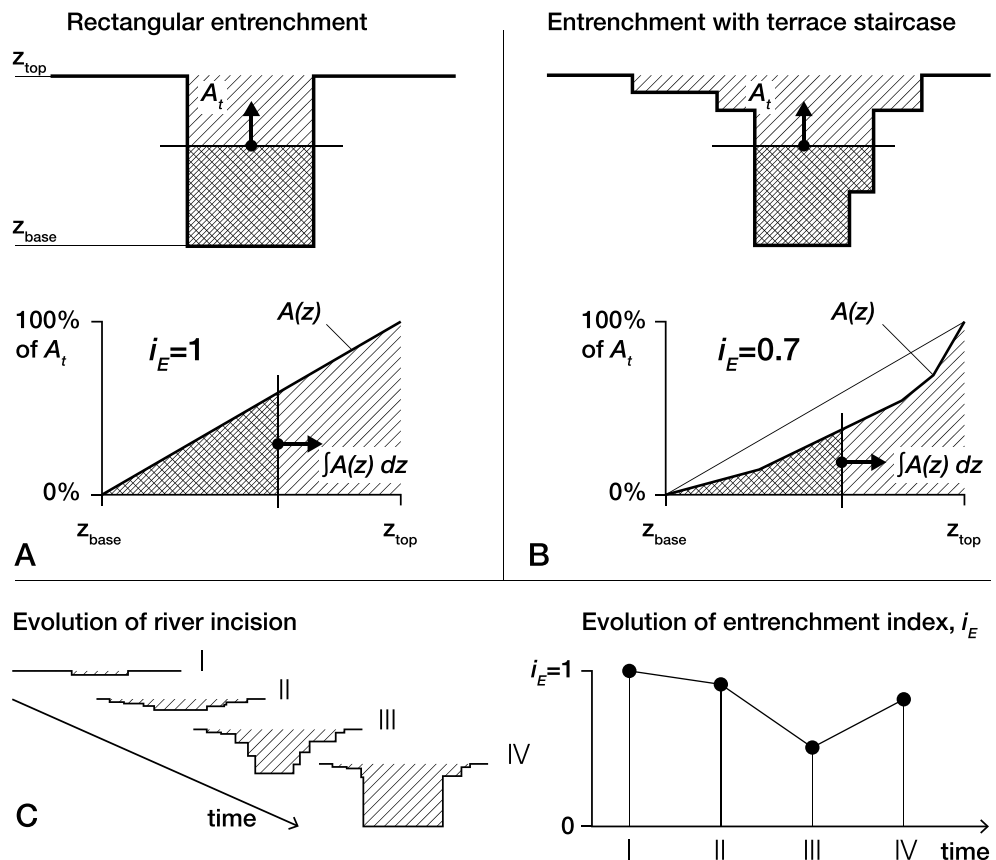 Rectangular entrenchment
z_top
A_t
z_base
100%
of A_t
i_E=1
A(z)
∫A(z) dz
0%
z_base
z_top
A
Entrenchment with terrace staircase
A_t
100%
of A_t
i_E=0.7
A(z)
∫A(z) dz
0%
z_base
z_top
B
Evolution of river incision
I
II
III
IV
time
C
Evolution of entrenchment index, i_E
i_E=1
0
I II III IV time